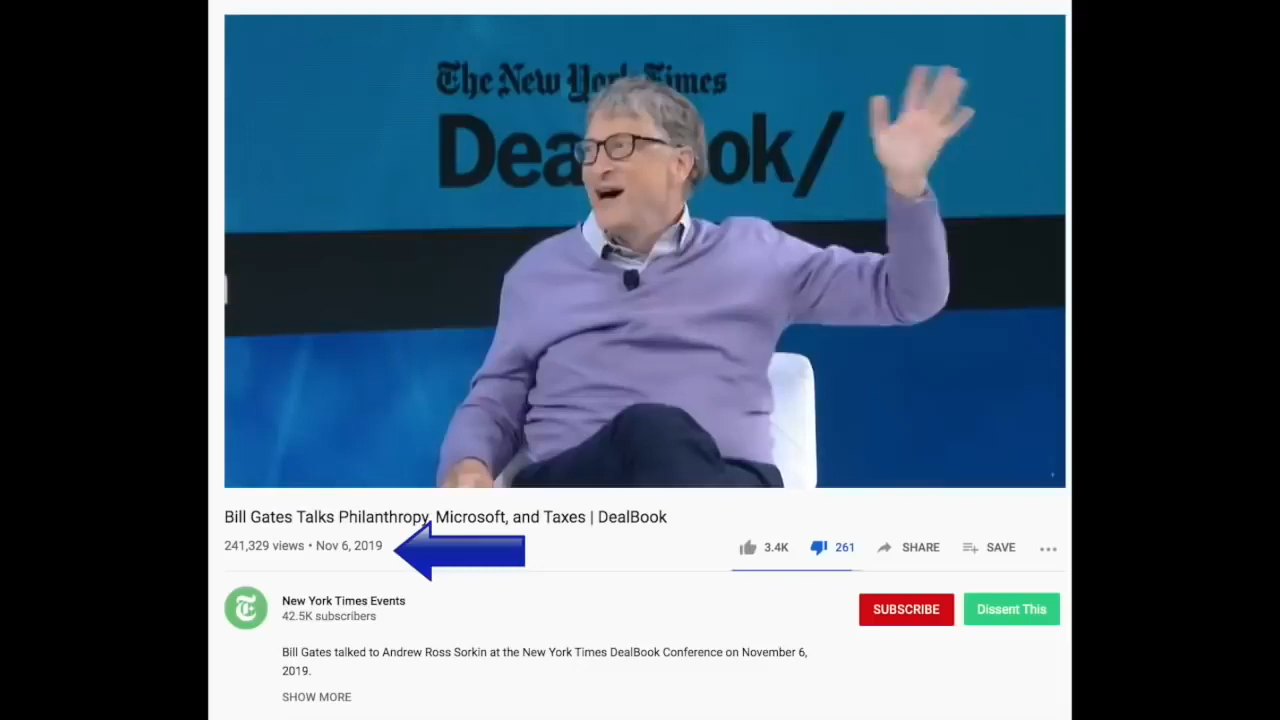 The New York Times
DealBook/
Bill Gates Talks Philanthropy, Microsoft, and Taxes | DealBook
241,329 views • Nov 6, 2019
3.4K
261
SHARE
SAVE
New York Times Events
42.5K subscribers
SUBSCRIBE
Dissent This
Bill Gates talked to Andrew Ross Sorkin at the New York Times DealBook Conference on November 6,
2019.
SHOW MORE